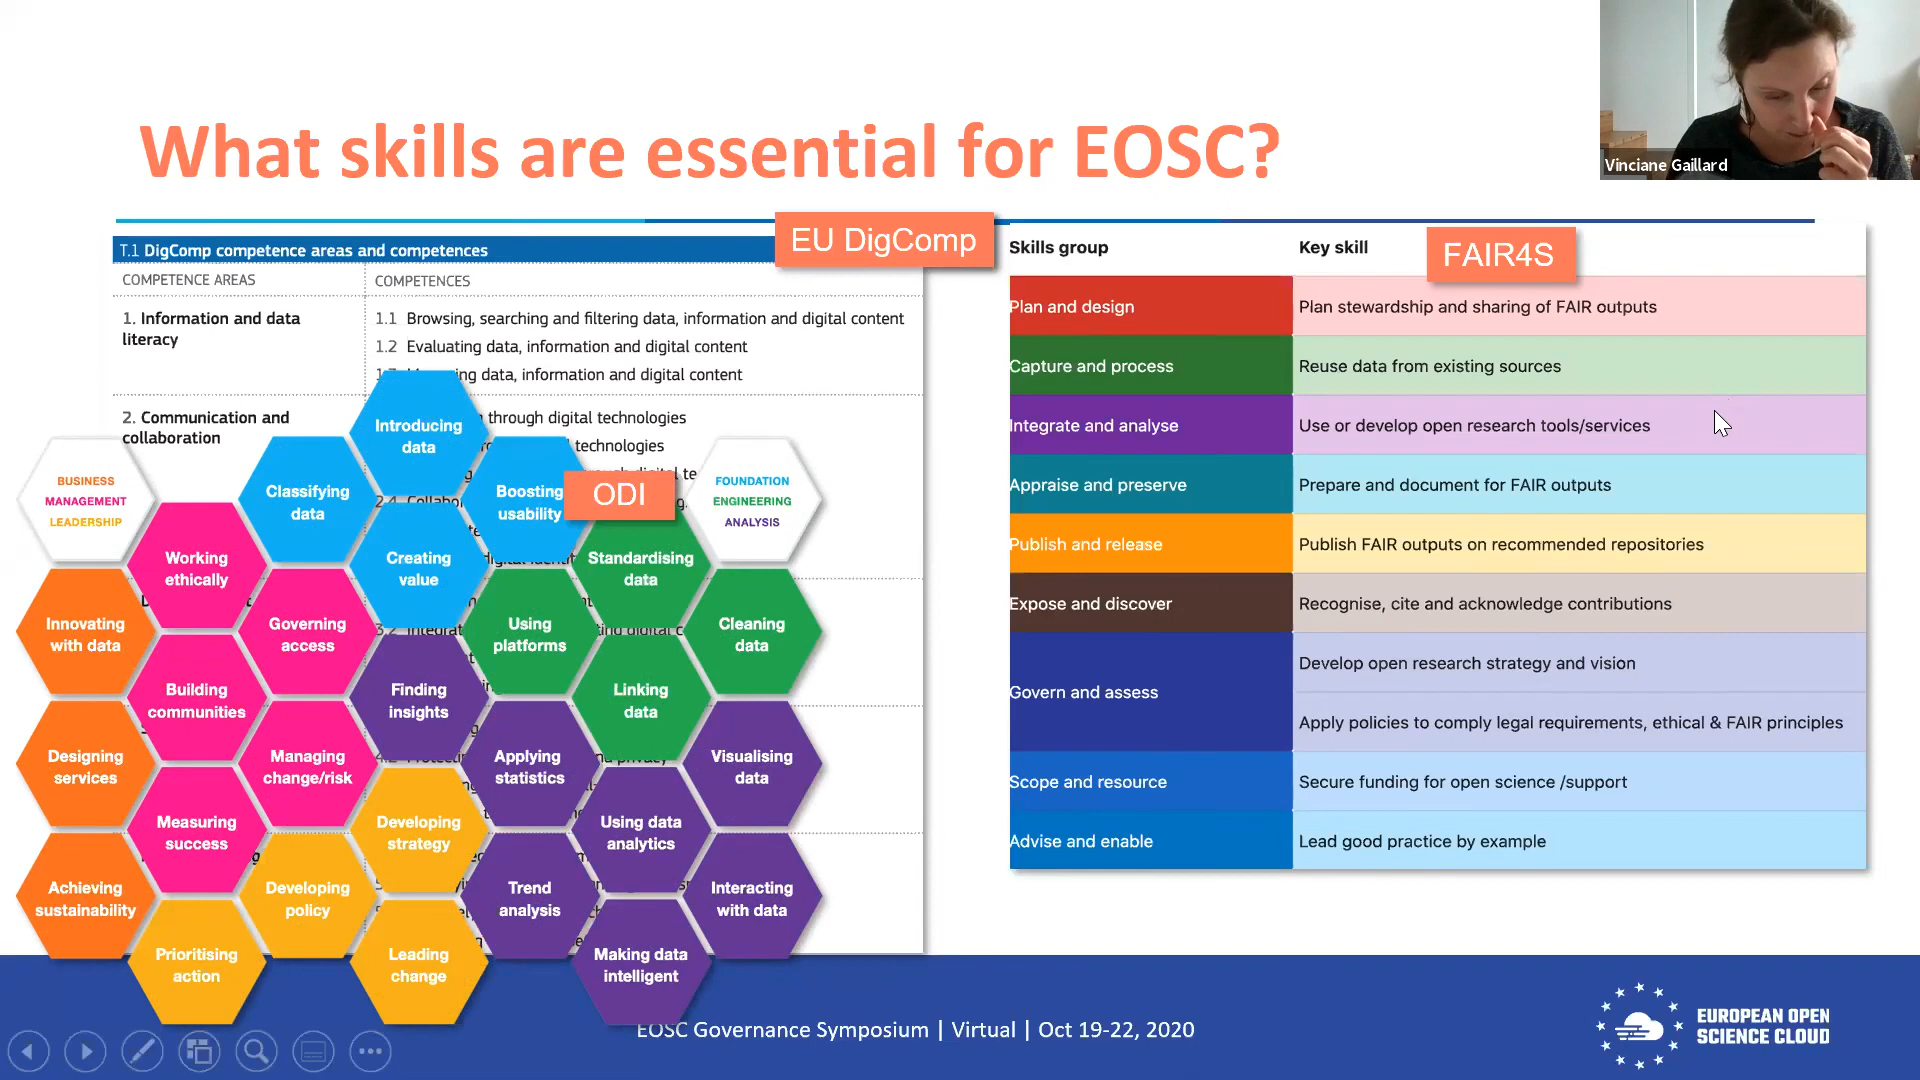 What skills are essential for EOSC?
Vinciane Gaillard
EU DigComp
T.1 DigComp competence areas and competences
COMPETENCE AREAS
COMPETENCES
1. Information and data
literacy
1.1 Browsing, searching and filtering data, information and digital content
1.2 Evaluating data, information and digital content
ing data, information and digital content
2. Communication and
collaboration
through digital technologies
technologies
ODI
BUSINESS
MANAGEMENT
LEADERSHIP
FOUNDATION
ENGINEERING
ANALYSIS
Introducing
data
Classifying
data
Boosting
usability
Working
ethically
Creating
value
Standardising
data
Innovating
with data
Governing
access
Using
platforms
Cleaning
data
Building
communities
Finding
insights
Linking
data
Designing
services
Managing
change/risk
Applying
statistics
Visualising
data
Measuring
success
Developing
strategy
Using data
analytics
Achieving
sustainability
Developing
policy
Trend
analysis
Interacting
with data
Prioritising
action
Leading
change
Making data
intelligent
FAIR4S
Skills group
Key skill
Plan and design
Plan stewardship and sharing of FAIR outputs
Capture and process
Reuse data from existing sources
Integrate and analyse
Use or develop open research tools/services
Appraise and preserve
Prepare and document for FAIR outputs
Publish and release
Publish FAIR outputs on recommended repositories
Expose and discover
Recognise, cite and acknowledge contributions
Govern and assess
Develop open research strategy and vision
Apply policies to comply legal requirements, ethical & FAIR principles
Scope and resource
Secure funding for open science /support
Advise and enable
Lead good practice by example
EOSC Governance Symposium | Virtual | Oct 19-22, 2020
EUROPEAN OPEN
SCIENCE CLOUD